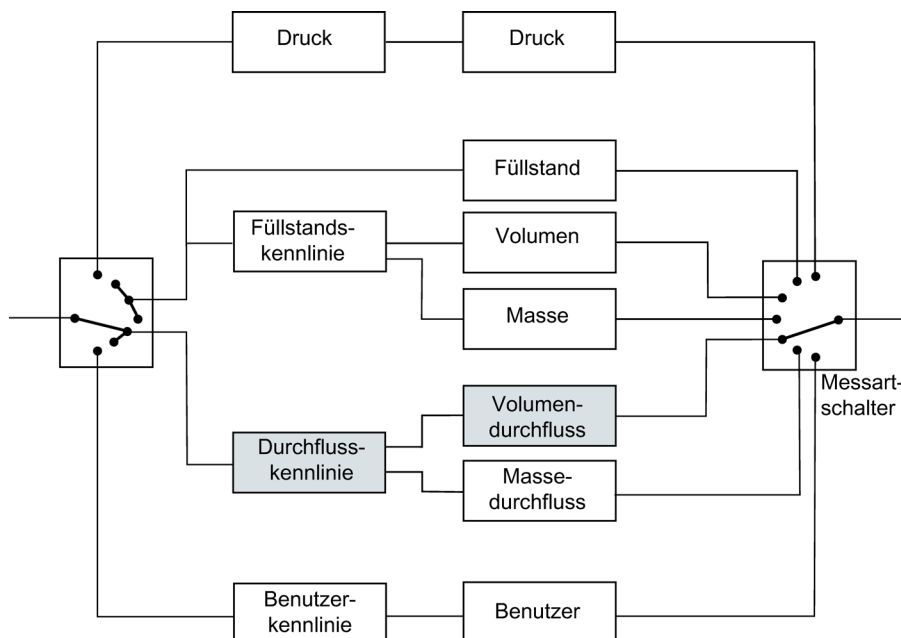 Druck
Druck
Füllstand
Füllstands-
kennlinie
Volumen
Masse
Messart-
schalter
Volumen-
durchfluss
Durchfluss-
kennlinie
Masse-
durchfluss
Benutzer-
kennlinie
Benutzer